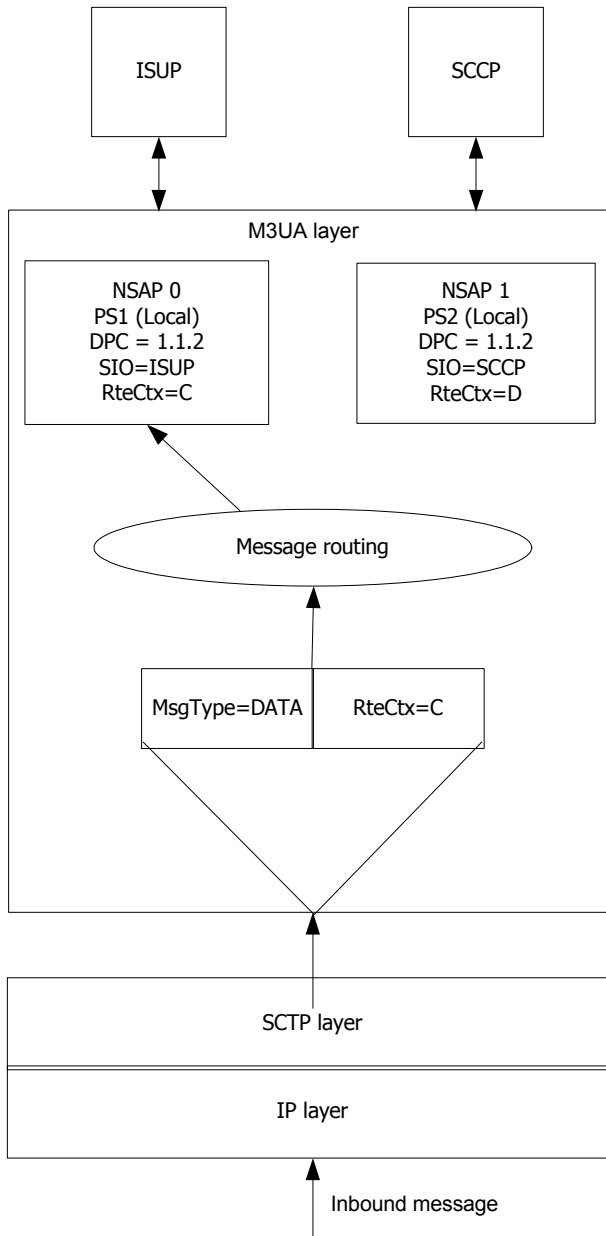 ISUP
SCCP
M3UA layer
NSAP 0
PS1 (Local)
DPC = 1.1.2
SIO=ISUP
RteCtx=C
NSAP 1
PS2 (Local)
DPC = 1.1.2
SIO=SCCP
RteCtx=D
Message routing
MsgType=DATA
RteCtx=C
SCTP layer
IP layer
Inbound message